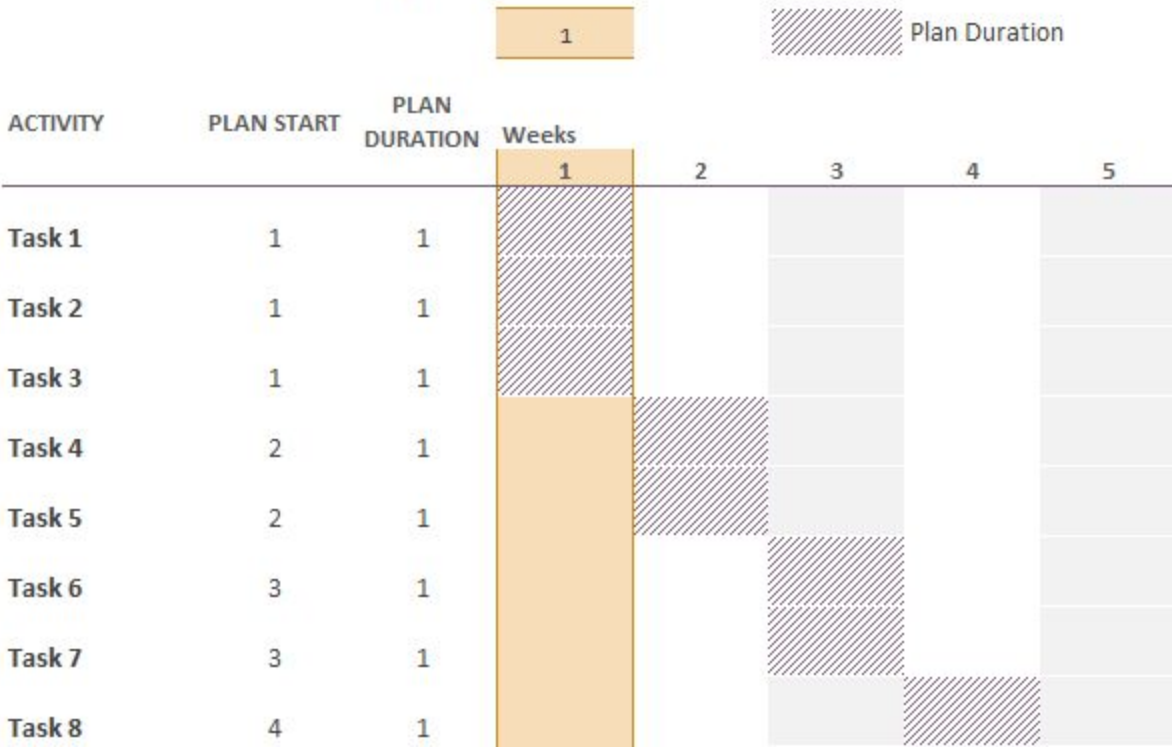 1 Plan Duration
ACTIVITY PLAN START PLAN DURATION Weeks
1 2 3 4 5
Task 1 1 1
Task 2 1 1
Task 3 1 1
Task 4 2 1
Task 5 2 1
Task 6 3 1
Task 7 3 1
Task 8 4 1